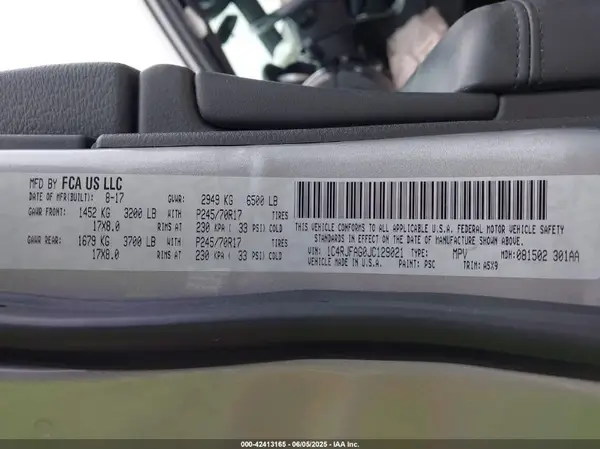 MFD BY FCA US LLC
DATE OF MFR(BUILT): 8-17 GVWR: 2949 KG 6500 LB
GAWR FRONT: 1452 KG 3200 LB WITH P245/70R17 TIRES
17X8.0 RIMS AT 230 KPA ( 33 PSI) COLD
GAWR REAR: 1679 KG 3700 LB WITH P245/70R17 TIRES
17X8.0 RIMS AT 230 KPA ( 33 PSI) COLD
THIS VEHICLE CONFORMS TO ALL APPLICABLE U.S.A. FEDERAL MOTOR VEHICLE
SAFETY STANDARDS IN EFFECT ON THE DATE OF MANUFACTURE SHOWN ABOVE.
VIN: 1C4RJFAG0JC129021 TYPE: MPV MDH: 081502 301AA
MADE IN U.S.A. PAINT: PSC TRIM: A5X9
000-42413165 - 06/05/2025 - IAA Inc.